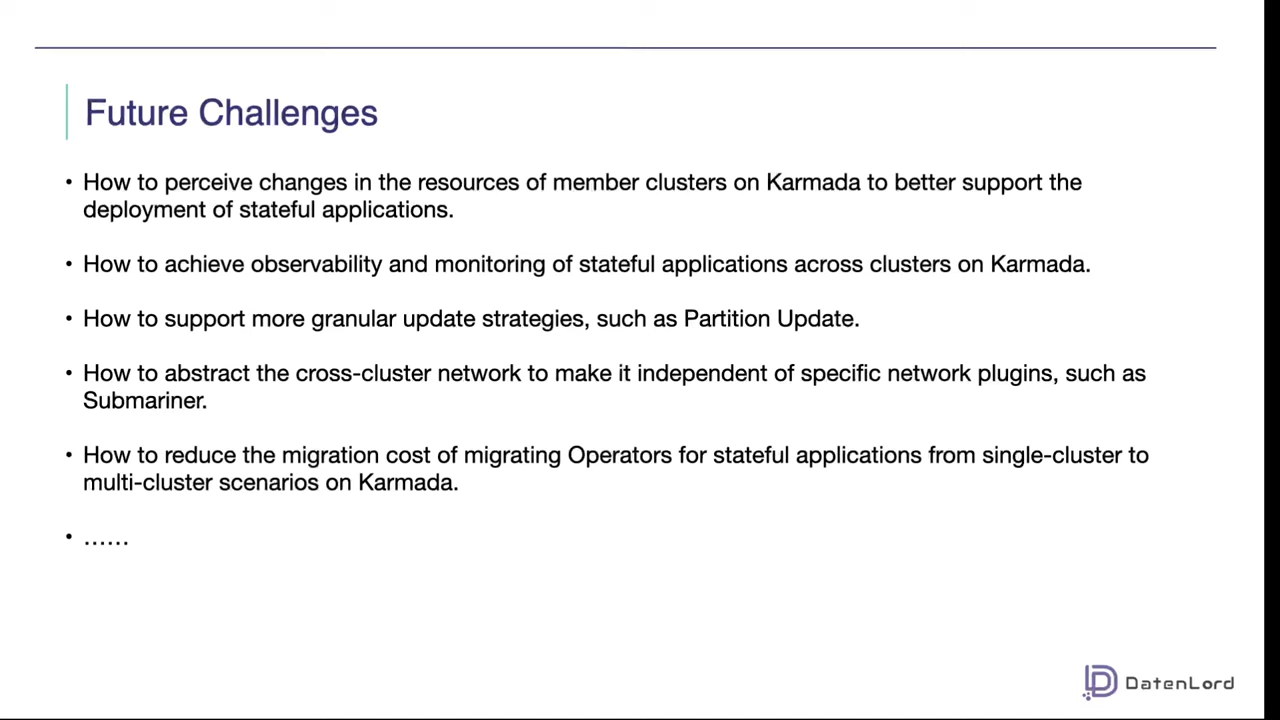 Future Challenges
• How to perceive changes in the resources of member clusters on Karmada to better support the
deployment of stateful applications.
• How to achieve observability and monitoring of stateful applications across clusters on Karmada.
• How to support more granular update strategies, such as Partition Update.
• How to abstract the cross-cluster network to make it independent of specific network plugins, such as
Submariner.
• How to reduce the migration cost of migrating Operators for stateful applications from single-cluster to
multi-cluster scenarios on Karmada.
• ......
DatenLord